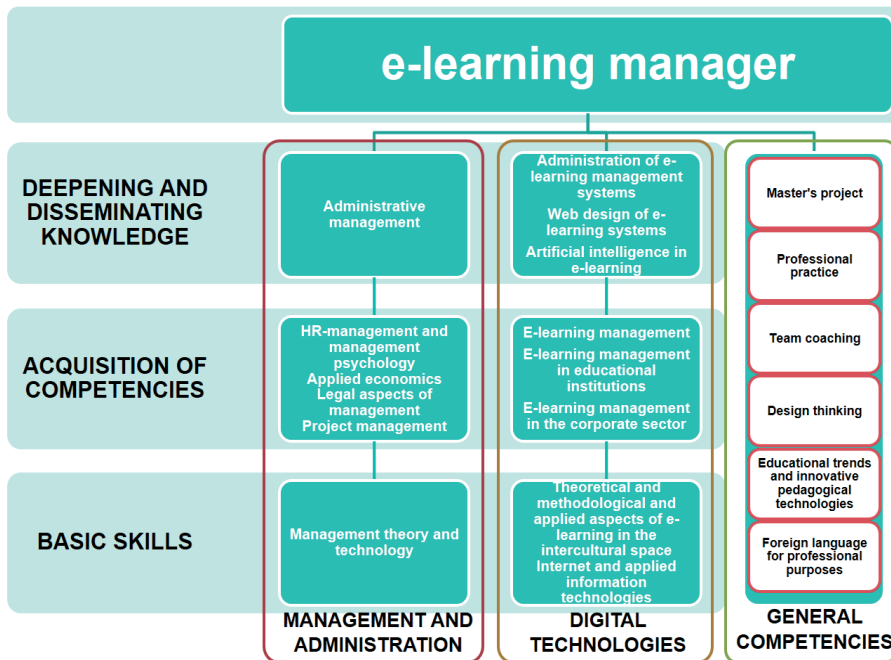 e-learning manager
DEEPENING AND
DISSEMINATING
KNOWLEDGE
Administrative
management
Administration of e-
learning management
systems
Web design of e-
learning systems
Artificial intelligence in
e-learning
Master's project
Professional
practice
ACQUISITION OF
COMPETENCIES
HR-management and
management
psychology
Applied economics
Legal aspects of
management
Project management
E-learning management
E-learning management
in educational
institutions
E-learning management
in the corporate sector
Team coaching
Design thinking
BASIC SKILLS
Management theory and
technology
Theoretical and
methodological and
applied aspects of e-
learning in the
intercultural space
Internet and applied
information
technologies
Educational trends
and innovative
pedagogical
technologies
Foreign language
for professional
purposes
MANAGEMENT AND
ADMINISTRATION
DIGITAL
TECHNOLOGIES
GENERAL
COMPETENCIES